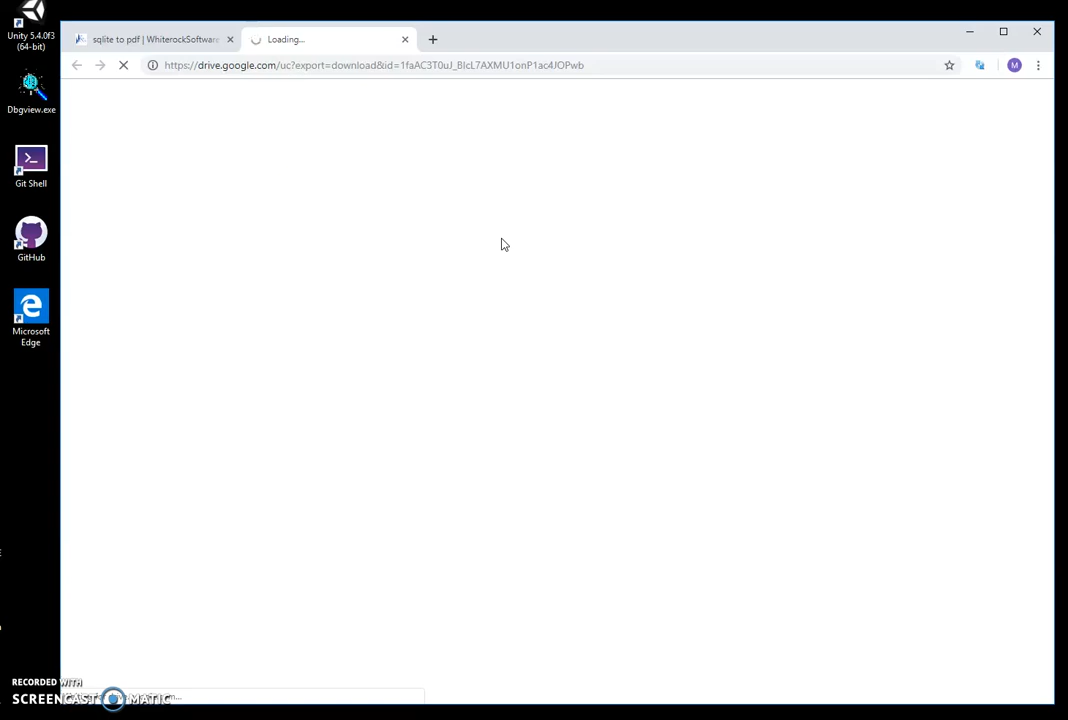 Unity 5.4.0f3
(64-bit)
Dbgview.exe
Git Shell
GitHub
Microsoft
Edge
sqlite to pdf | WhiterockSoftware
Loading...
https://drive.google.com/uc?export=download&id=1faAC3T0uJ_BIcL7AXMU1onP1ac4JOPwb
M
RECORDED WITH
SCREENCAST MATIC